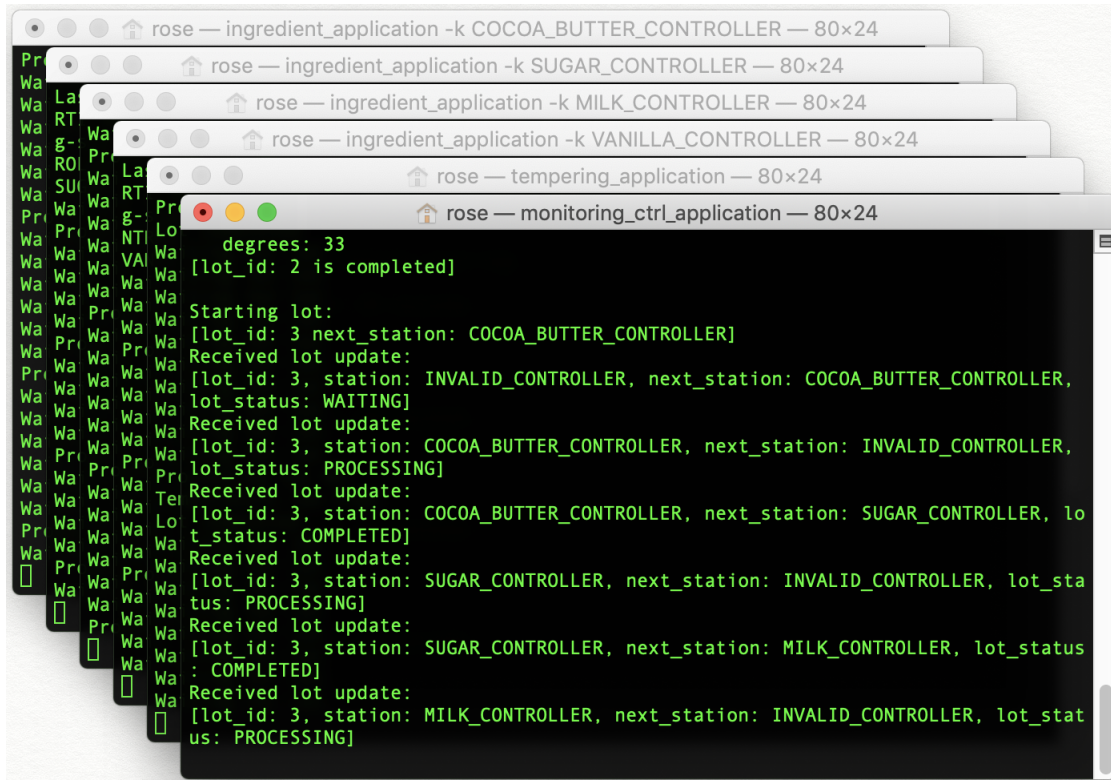 rose — ingredient_application -k COCOA_BUTTER_CONTROLLER — 80×24
rose — ingredient_application -k SUGAR_CONTROLLER — 80×24
rose — ingredient_application -k MILK_CONTROLLER — 80×24
rose — ingredient_application -k VANILLA_CONTROLLER — 80×24
rose — tempering_application — 80×24
rose — monitoring_ctrl_application — 80×24
degrees: 33
[lot_id: 2 is completed]
Starting lot:
[lot_id: 3 next_station: COCOA_BUTTER_CONTROLLER]
Received lot update:
[lot_id: 3, station: INVALID_CONTROLLER, next_station: COCOA_BUTTER_CONTROLLER,
lot_status: WAITING]
Received lot update:
[lot_id: 3, station: COCOA_BUTTER_CONTROLLER, next_station: INVALID_CONTROLLER,
lot_status: PROCESSING]
Received lot update:
[lot_id: 3, station: COCOA_BUTTER_CONTROLLER, next_station: SUGAR_CONTROLLER, lo
t_status: COMPLETED]
Received lot update:
[lot_id: 3, station: SUGAR_CONTROLLER, next_station: INVALID_CONTROLLER, lot_sta
tus: PROCESSING]
Received lot update:
[lot_id: 3, station: SUGAR_CONTROLLER, next_station: MILK_CONTROLLER, lot_status
: COMPLETED]
Received lot update:
[lot_id: 3, station: MILK_CONTROLLER, next_station: INVALID_CONTROLLER, lot_stat
us: PROCESSING]